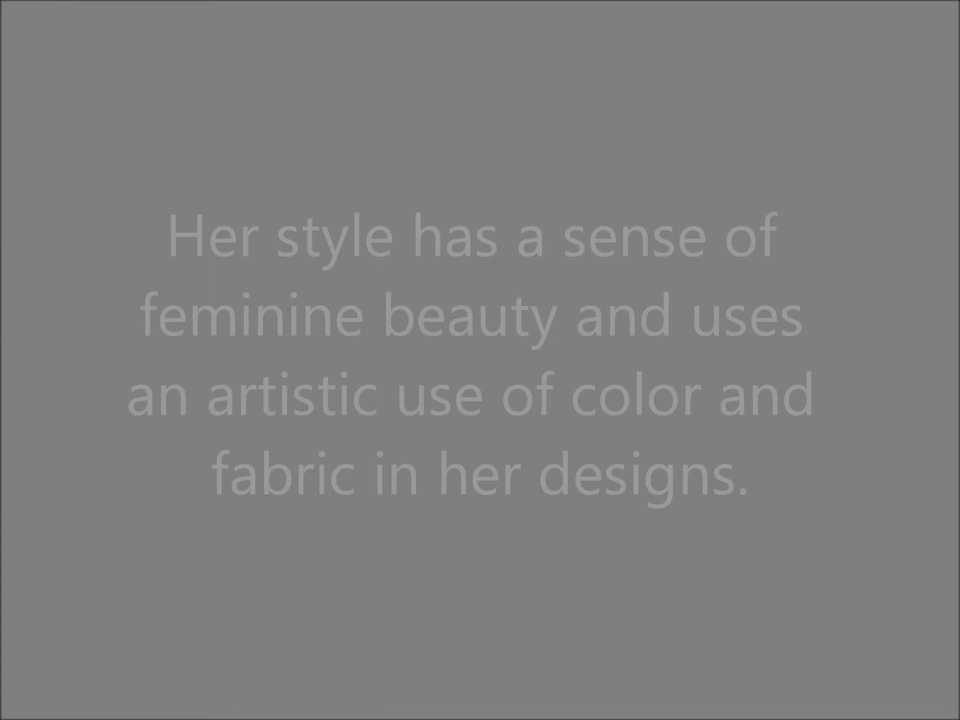 Her style has a sense of
feminine beauty and uses
an artistic use of color and
fabric in her designs.